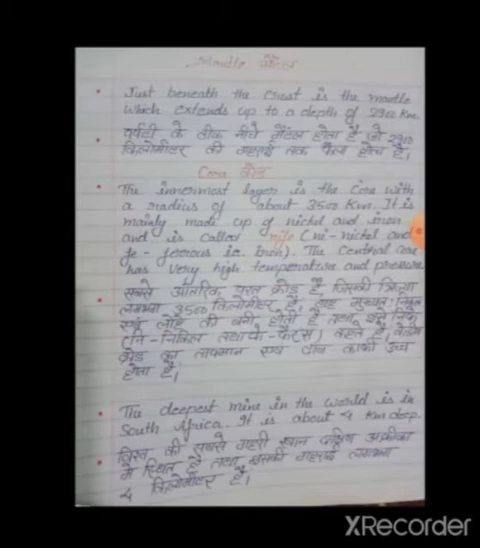 Mantle मैंटल
Just beneath the crust is the mantle
which extends up to a depth of 2900 Km.
पर्पटी के ठीक नीचे मैंटल होता है जो 2900
किलोमीटर की गहराई तक फैला होता है।
Core क्रोड
The innermost layer is the Core with
a radius of about 3500 Km. It is
mainly made up of nickel and iron
and is called nife (ni - nickel and
fe - ferrous i.e. iron). The Central core
has very high temperature and pressure
सबसे आंतरिक परत क्रोड है, जिसकी त्रिज्या
लगभग 3500 किलोमीटर है, यह मुख्यतः निकल
एवं लोहे की बनी होती है तथा इसे निफे
(नि - निकिल तथा फे - फैरस) कहते हैं, केंद्रीय
क्रोड का तापमान एवं दाब काफी उच्च
होता है।
The deepest mine in the world is in
South Africa. It is about 4 Km deep.
विश्व की सबसे गहरी खान दक्षिण अफ्रीका
में स्थित है तथा इसकी गहराई लगभग
4 किलोमीटर है।
XRecorder